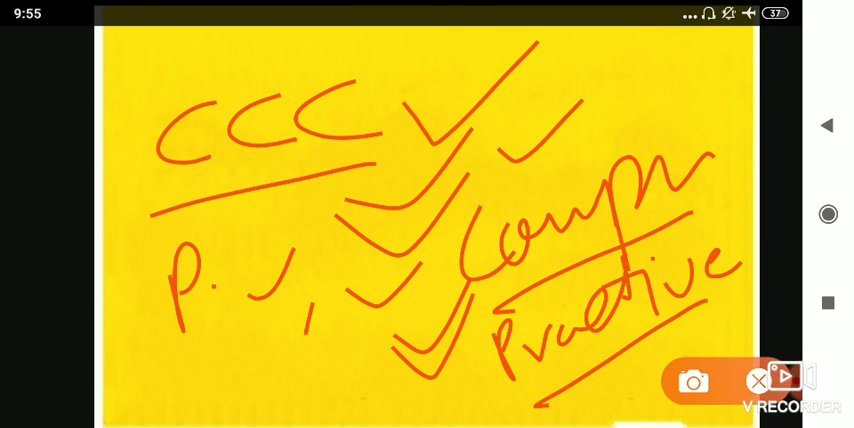 9:55
37
CCC
Comp
P.
Practive
V-RECORDER